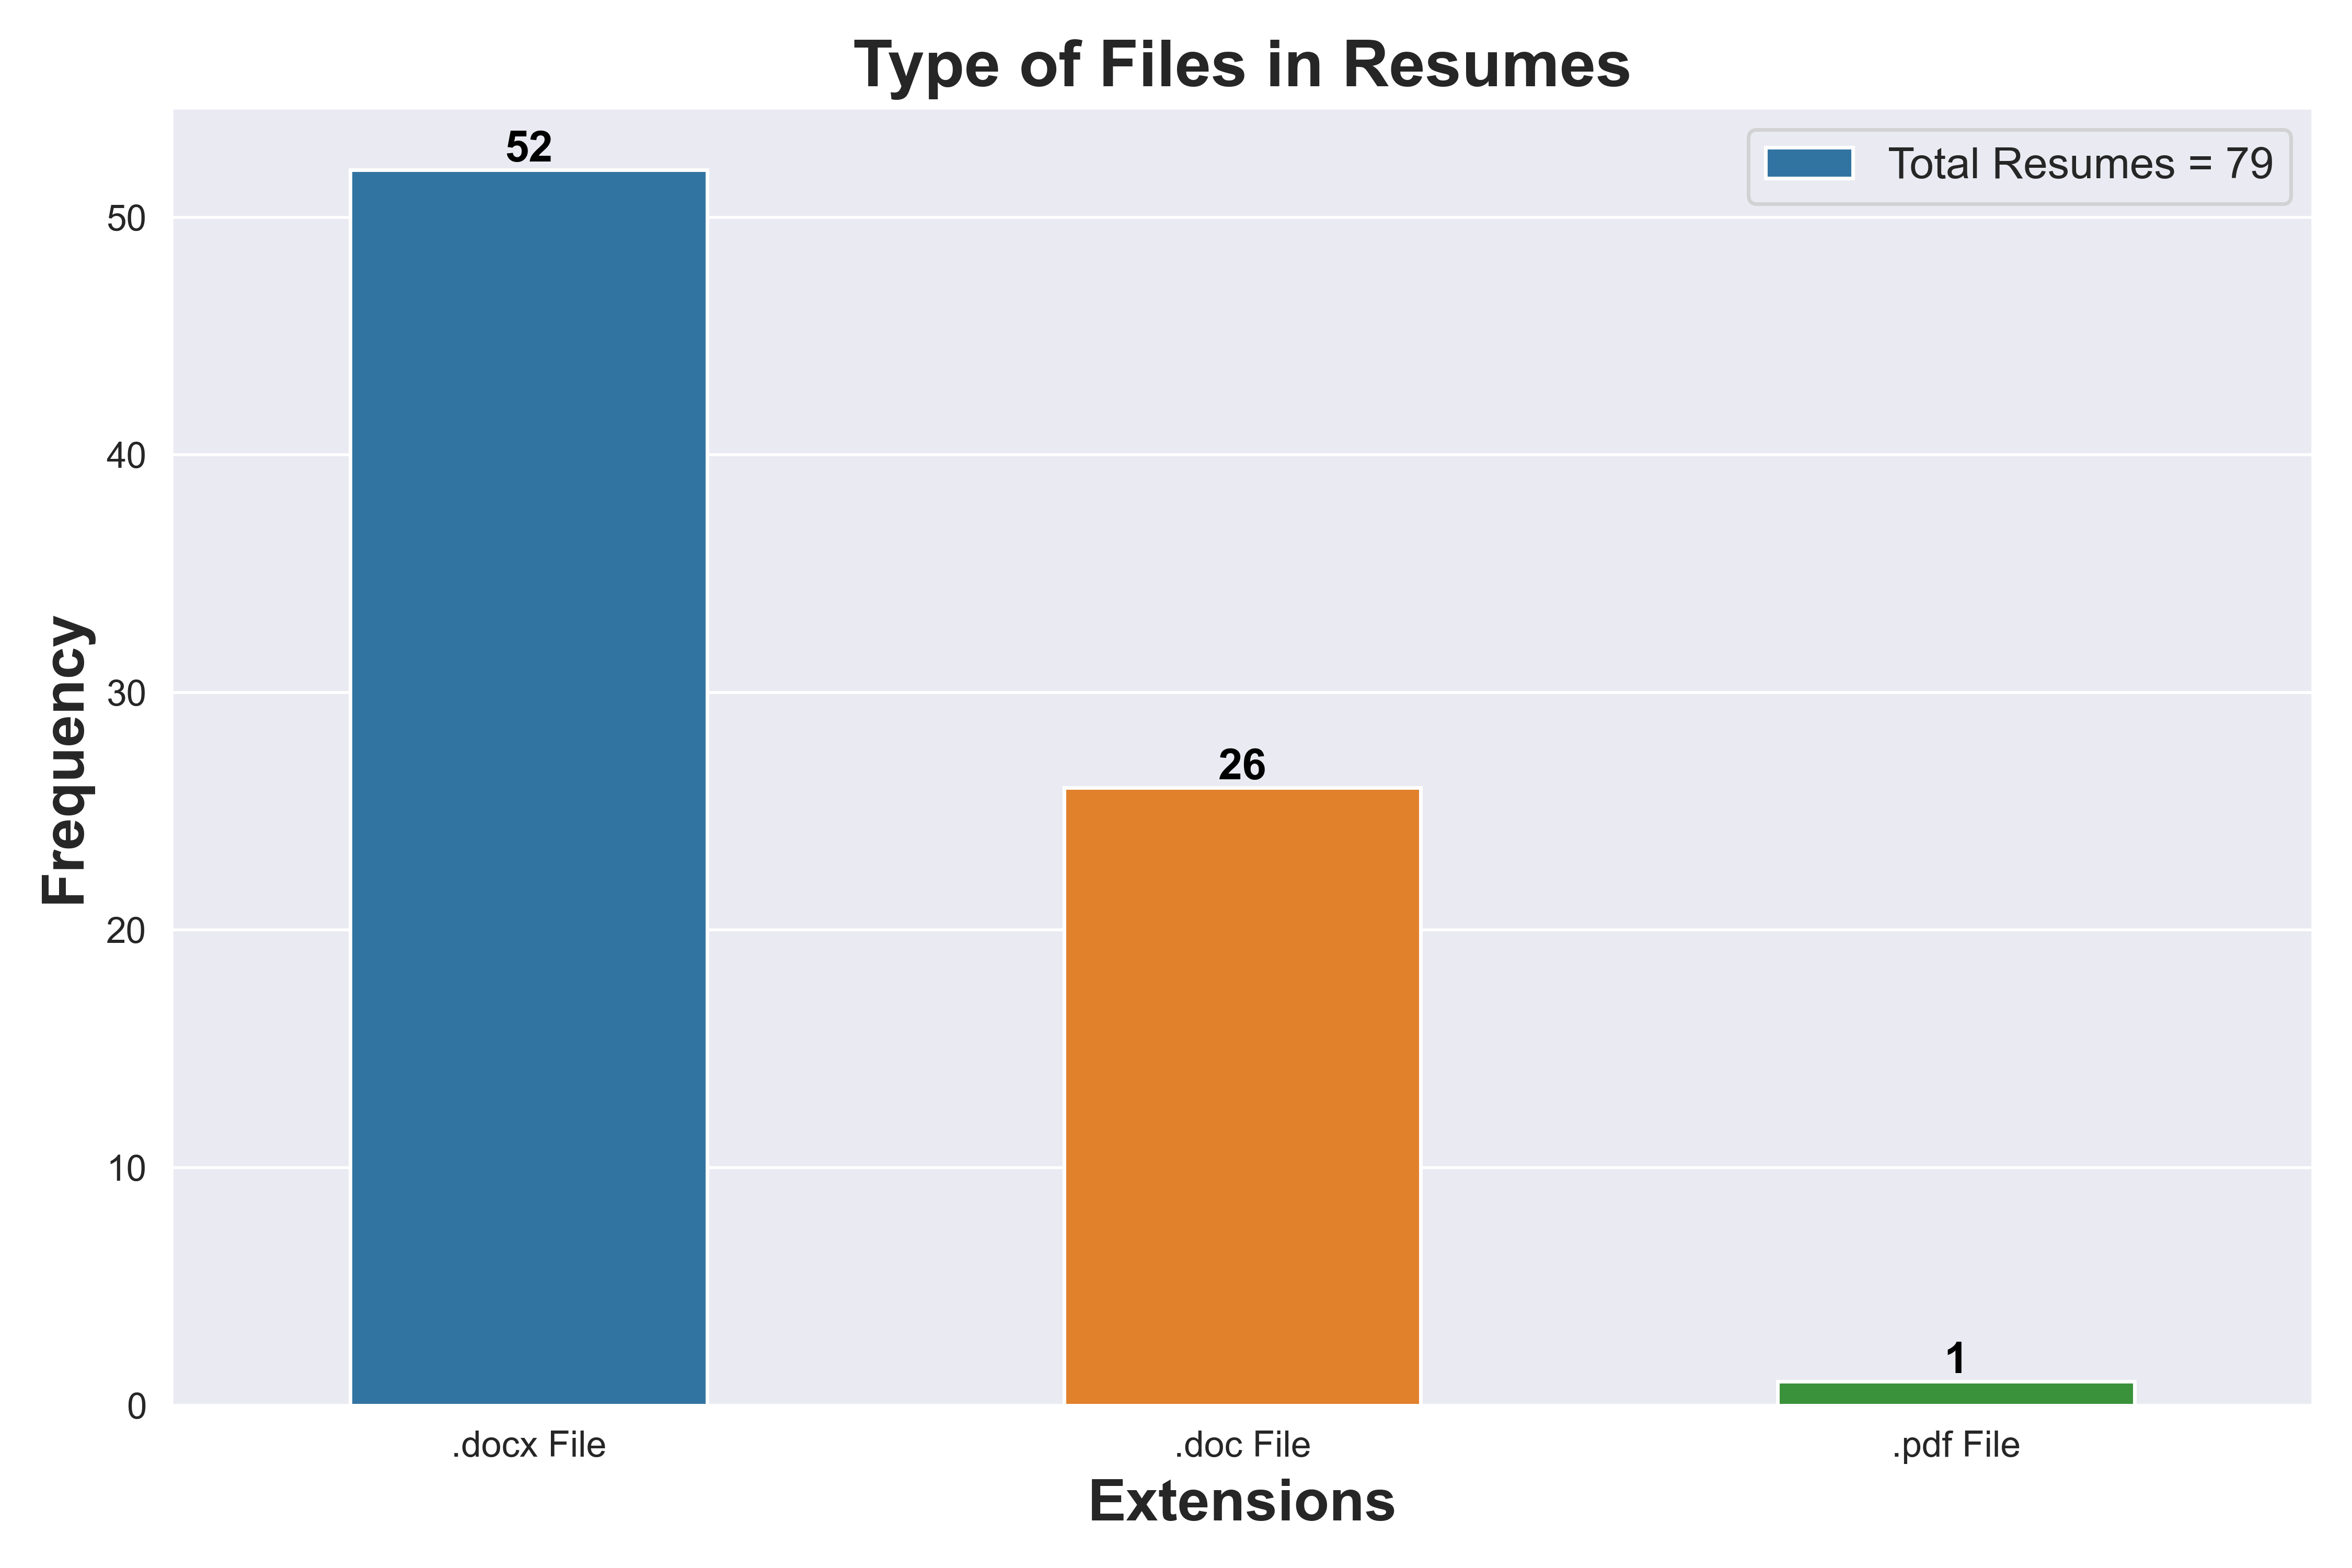 Type of Files in Resumes
Total Resumes = 79
52
26
1
50
40
30
20
10
0
Frequency
.docx File
.doc File
.pdf File
Extensions